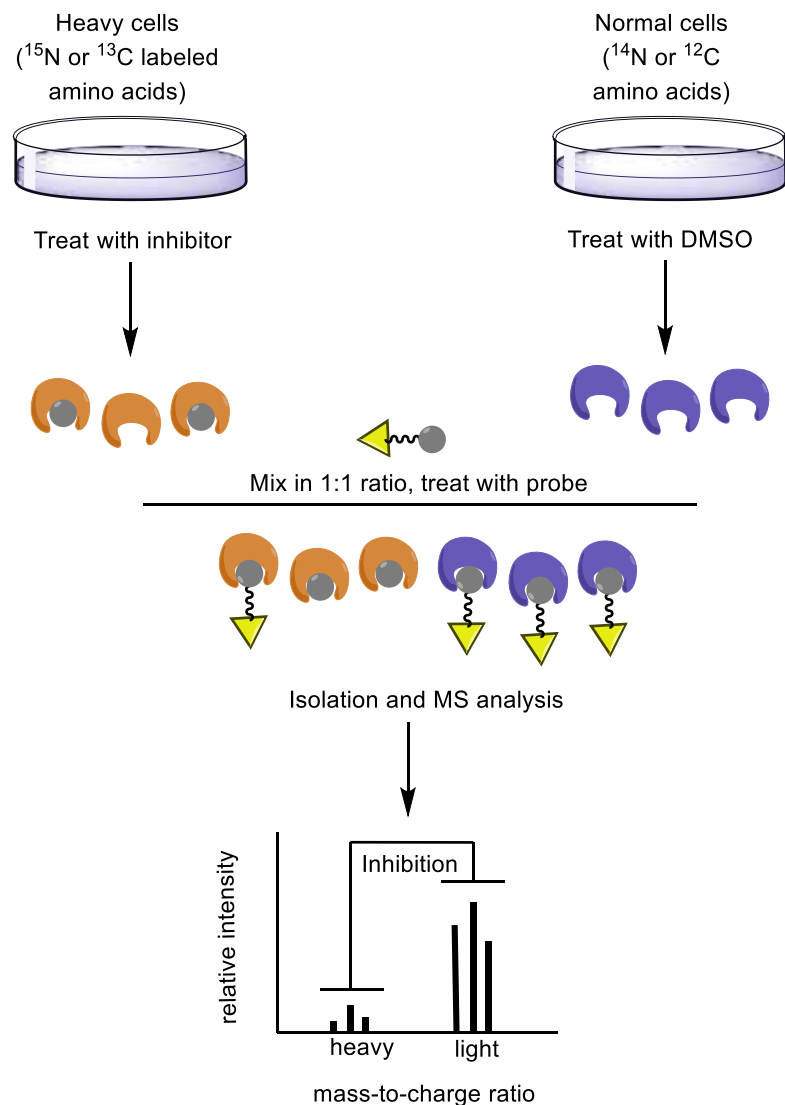 Heavy cells
(¹⁵N or ¹³C labeled
amino acids)
Normal cells
(¹⁴N or ¹²C
amino acids)
Treat with inhibitor
Treat with DMSO
Mix in 1:1 ratio, treat with probe
Isolation and MS analysis
Inhibition
relative intensity
heavy
light
mass-to-charge ratio